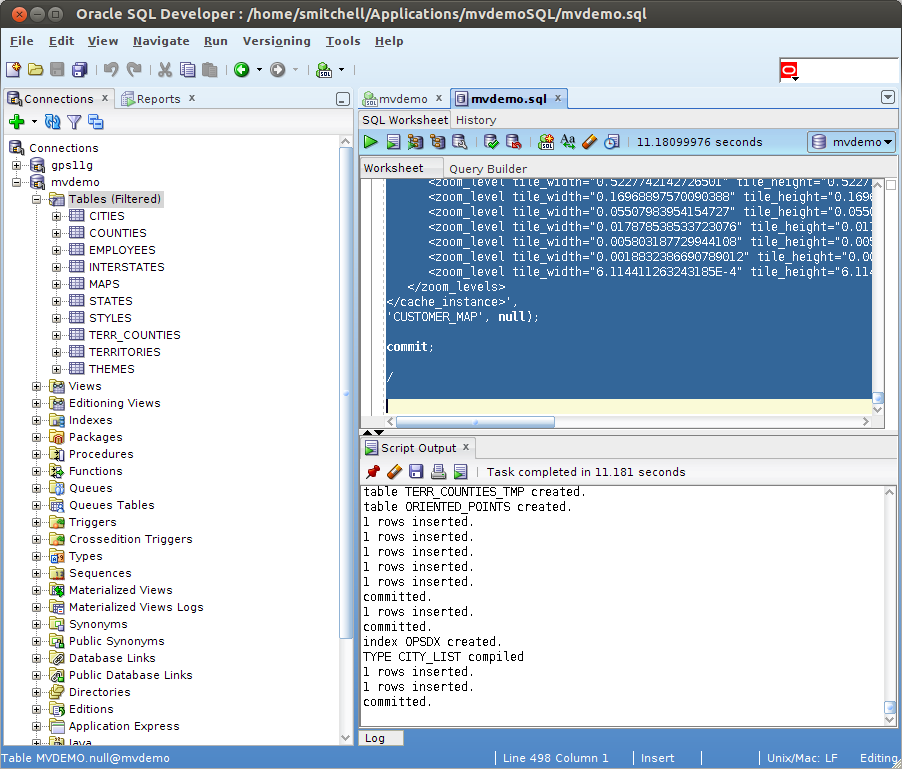 Oracle SQL Developer : /home/smitchell/Applications/mvdemoSQL/mvdemo.sql
File Edit View Navigate Run Versioning Tools Help
Connections x Reports x
Connections
gps11g
mvdemo
Tables (Filtered)
CITIES
COUNTIES
EMPLOYEES
INTERSTATES
MAPS
STATES
STYLES
TERR_COUNTIES
TERRITORIES
THEMES
Views
Editioning Views
Indexes
Packages
Procedures
Functions
Queues
Queues Tables
Triggers
Crossedition Triggers
Types
Sequences
Materialized Views
Materialized Views Logs
Synonyms
Public Synonyms
Database Links
Public Database Links
Directories
Editions
Application Express
Java
mvdemo x mvdemo.sql x
SQL Worksheet History
11.18099976 seconds mvdemo
Worksheet Query Builder
<zoom_level tile_width="0.5227742142726501" tile_height="0.5227
<zoom_level tile_width="0.16968897570090388" tile_height="0.1696
<zoom_level tile_width="0.05507983954154727" tile_height="0.0550
<zoom_level tile_width="0.017878538533723076" tile_height="0.017
<zoom_level tile_width="0.005803187729944108" tile_height="0.005
<zoom_level tile_width="0.0018832386690789012" tile_height="0.00
<zoom_level tile_width="6.114411263243185E-4" tile_height="6.114
</zoom_levels>
</cache_instance>',
'CUSTOMER_MAP', null);
commit;
/
Script Output x
Task completed in 11.181 seconds
table TERR_COUNTIES_TMP created.
table ORIENTED_POINTS created.
1 rows inserted.
1 rows inserted.
1 rows inserted.
1 rows inserted.
1 rows inserted.
committed.
1 rows inserted.
committed.
index OPSDX created.
TYPE CITY_LIST compiled
1 rows inserted.
1 rows inserted.
committed.
Log
Table MVDEMO.null@mvdemo Line 498 Column 1 Insert Unix/Mac: LF Editing